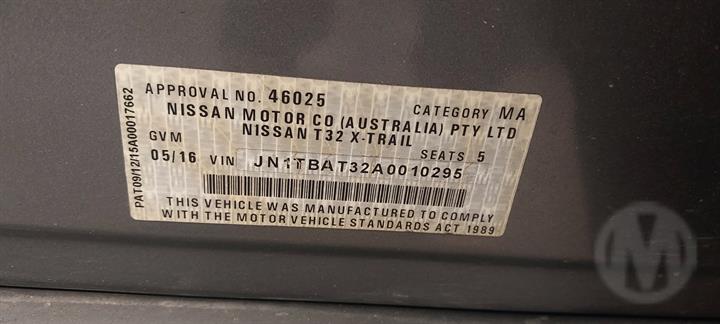 APPROVAL NO. 46025 CATEGORY MA
NISSAN MOTOR CO (AUSTRALIA) PTY LTD
NISSAN T32 X-TRAIL
GVM SEATS 5
05/16 VIN JN1TBAT32A0010295
THIS VEHICLE WAS MANUFACTURED TO COMPLY
WITH THE MOTOR VEHICLE STANDARDS ACT 1989
PAT09/12/15A00017662
M